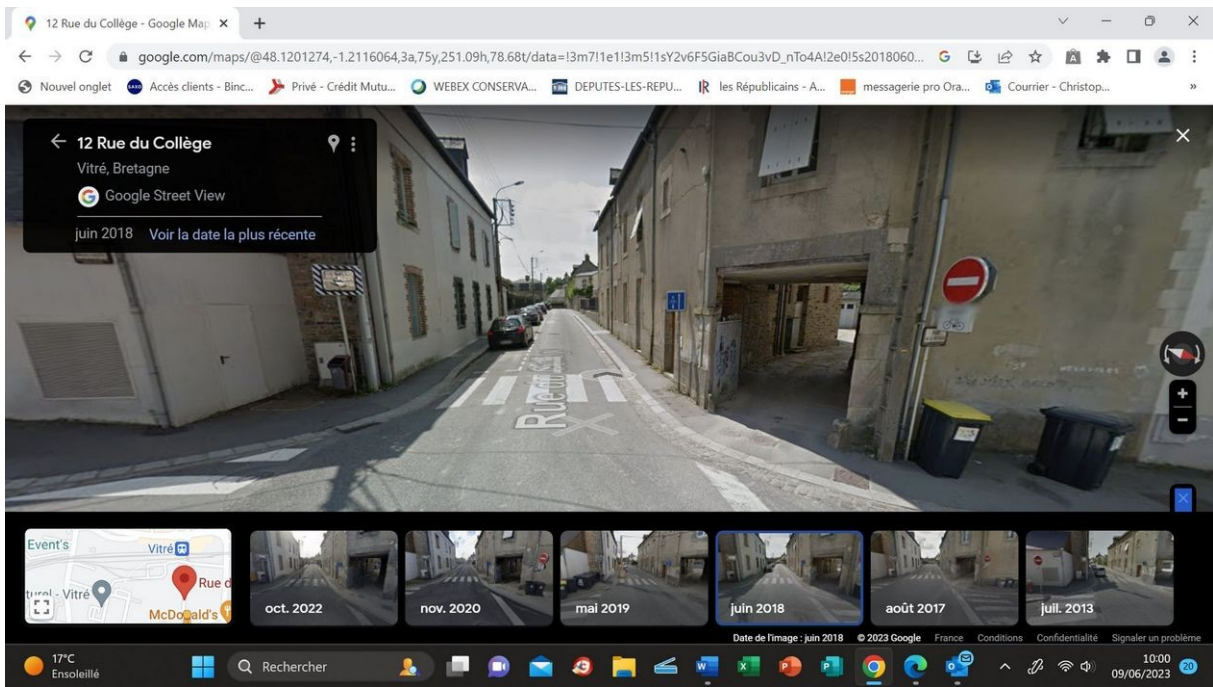 12 Rue du Collège - Google Map
google.com/maps/@48.1201274,-1.2116064,3a,75y,251.09h,78.68t/data=!3m7!1e1!3m5!1sY2v6F5GiaBCou3vD_nTo4A!2e0!5s2018060...
Nouvel onglet
Accès clients - Binc...
Privé - Crédit Mutu...
WEBEX CONSERVA...
DEPUTES-LES-REPU...
les Républicains - A...
messagerie pro Ora...
Courrier - Christop...
»
12 Rue du Collège
Vitré, Bretagne
Google Street View
juin 2018 Voir la date la plus récente
Event's
Vitré
turel - Vitré
Rue d
McDonald's
oct. 2022
nov. 2020
mai 2019
juin 2018
août 2017
juil. 2013
Date de l'image : juin 2018 © 2023 Google France Conditions Confidentialité Signaler un problème
17°C
Ensoleillé
Rechercher
10:00
09/06/2023
20